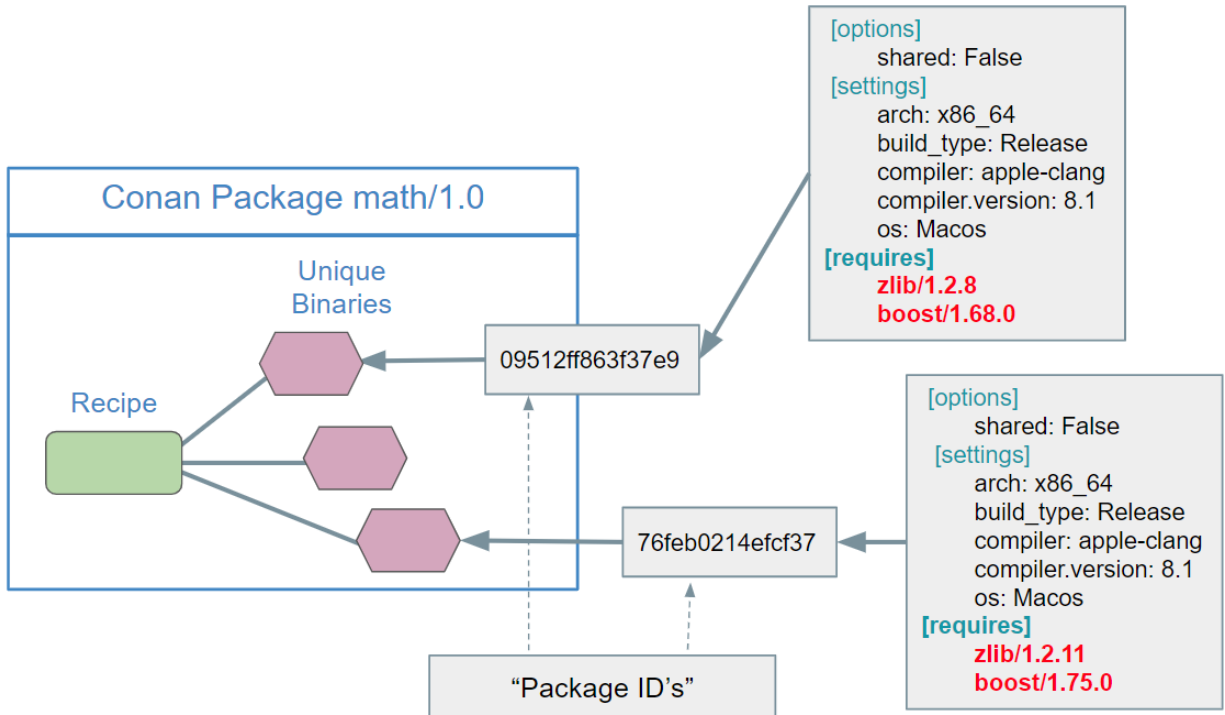 [options]
shared: False
[settings]
arch: x86_64
build_type: Release
compiler: apple-clang
compiler.version: 8.1
os: Macos
[requires]
zlib/1.2.8
boost/1.68.0
Conan Package math/1.0
Unique
Binaries
09512ff863f37e9
Recipe
[options]
shared: False
[settings]
arch: x86_64
build_type: Release
compiler: apple-clang
compiler.version: 8.1
os: Macos
[requires]
zlib/1.2.11
boost/1.75.0
76feb0214efcf37
“Package ID’s”